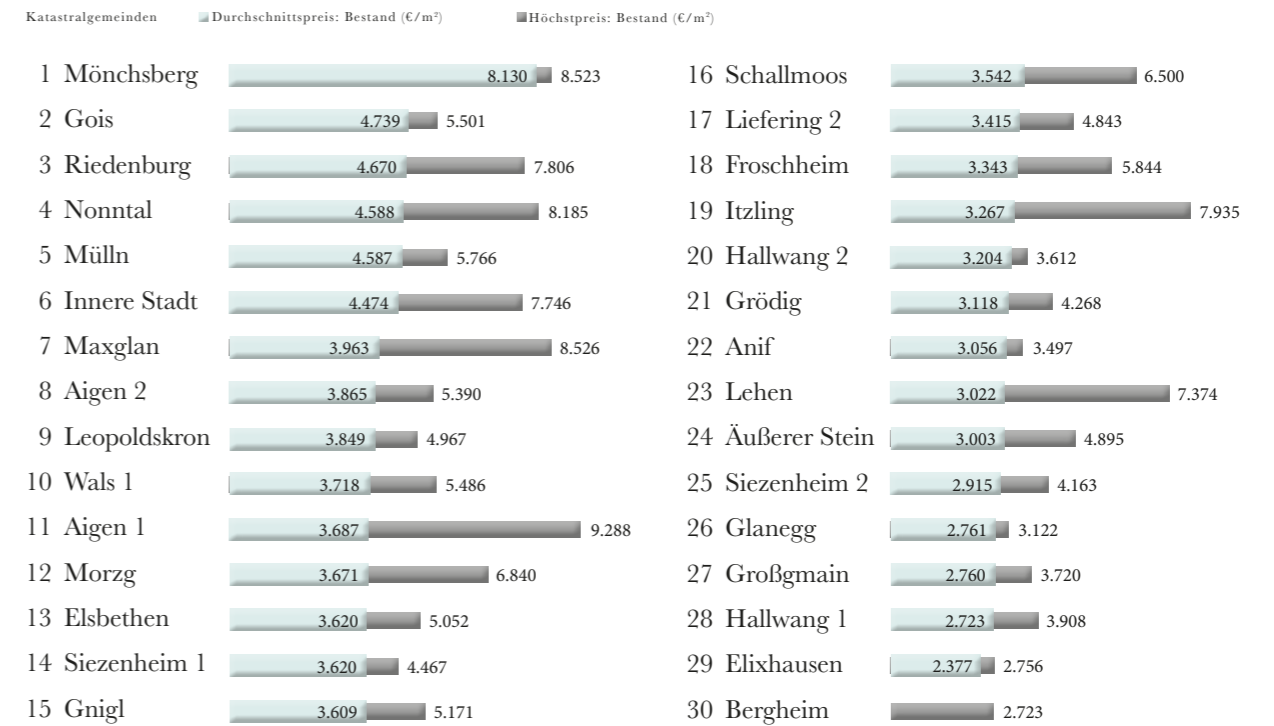 Katastralgemeinden Durchschnittspreis: Bestand (€/m²) Höchstpreis: Bestand (€/m²)
1 Mönchsberg 8.130 8.523
2 Gois 4.739 5.501
3 Riedenburg 4.670 7.806
4 Nonntal 4.588 8.185
5 Mülln 4.587 5.766
6 Innere Stadt 4.474 7.746
7 Maxglan 3.963 8.526
8 Aigen 2 3.865 5.390
9 Leopoldskron 3.849 4.967
10 Wals 1 3.718 5.486
11 Aigen 1 3.687 9.288
12 Morzg 3.671 6.840
13 Elsbethen 3.620 5.052
14 Siezenheim 1 3.620 4.467
15 Gnigl 3.609 5.171
16 Schallmoos 3.542 6.500
17 Liefering 2 3.415 4.843
18 Froschheim 3.343 5.844
19 Itzling 3.267 7.935
20 Hallwang 2 3.204 3.612
21 Grödig 3.118 4.268
22 Anif 3.056 3.497
23 Lehen 3.022 7.374
24 Äußerer Stein 3.003 4.895
25 Siezenheim 2 2.915 4.163
26 Glanegg 2.761 3.122
27 Großgmain 2.760 3.720
28 Hallwang 1 2.723 3.908
29 Elixhausen 2.377 2.756
30 Bergheim 2.723